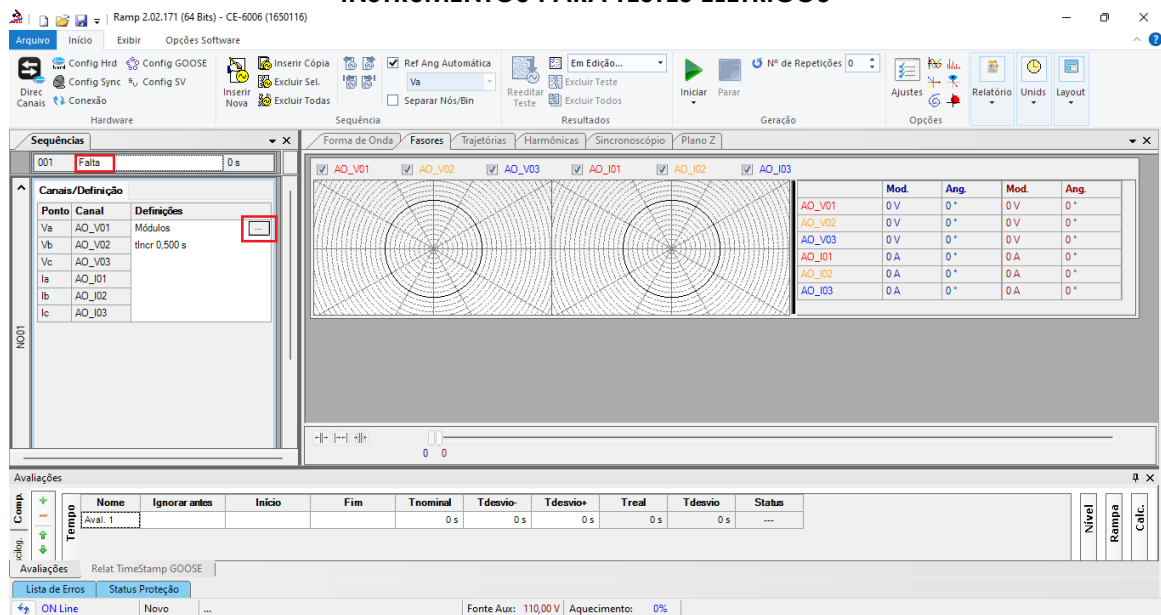 INSTRUMENTOS PARA TESTES ELÉTRICOS
Ramp 2.02.171 (64 Bits) - CE-6006 (1650116)
Arquivo Início Exibir Opções Software
Direc Canais
Config Hrd Config GOOSE
Config Sync Config SV
Conexão
Hardware
Inserir Nova
Inserir Cópia
Excluir Sel.
Excluir Todas
Ref Ang Automática
Va
Separar Nós/Bin
Sequência
Reeditar Teste
Em Edição...
Excluir Teste
Excluir Todos
Resultados
Iniciar Parar
Nº de Repetições 0
Geração
Ajustes
Opções
Relatório Unids Layout
Sequências
001 Falta 0 s
Canais/Definição
Ponto Canal Definições
Va AO_V01 Módulos ...
Vb AO_V02 tIncr 0,500 s
Vc AO_V03
Ia AO_I01
Ib AO_I02
Ic AO_I03
NO01
Forma de Onda Fasores Trajetórias Harmônicas Sincronoscópio Plano Z
AO_V01 AO_V02 AO_V03 AO_I01 AO_I02 AO_I03
Mod. Ang. Mod. Ang.
AO_V01 0 V 0 ° 0 V 0 °
AO_V02 0 V 0 ° 0 V 0 °
AO_V03 0 V 0 ° 0 V 0 °
AO_I01 0 A 0 ° 0 A 0 °
AO_I02 0 A 0 ° 0 A 0 °
AO_I03 0 A 0 ° 0 A 0 °
0 0
Avaliações
Comp.
Tempo
Nome Ignorar antes Início Fim Tnominal Tdesvio- Tdesvio+ Treal Tdesvio Status
Aval. 1 0 s 0 s 0 s 0 s 0 s ---
Nível
Rampa
Calc.
Avaliações Relat TimeStamp GOOSE
Lista de Erros Status Proteção
ON Line Novo ... Fonte Aux: 110,00 V Aquecimento: 0%